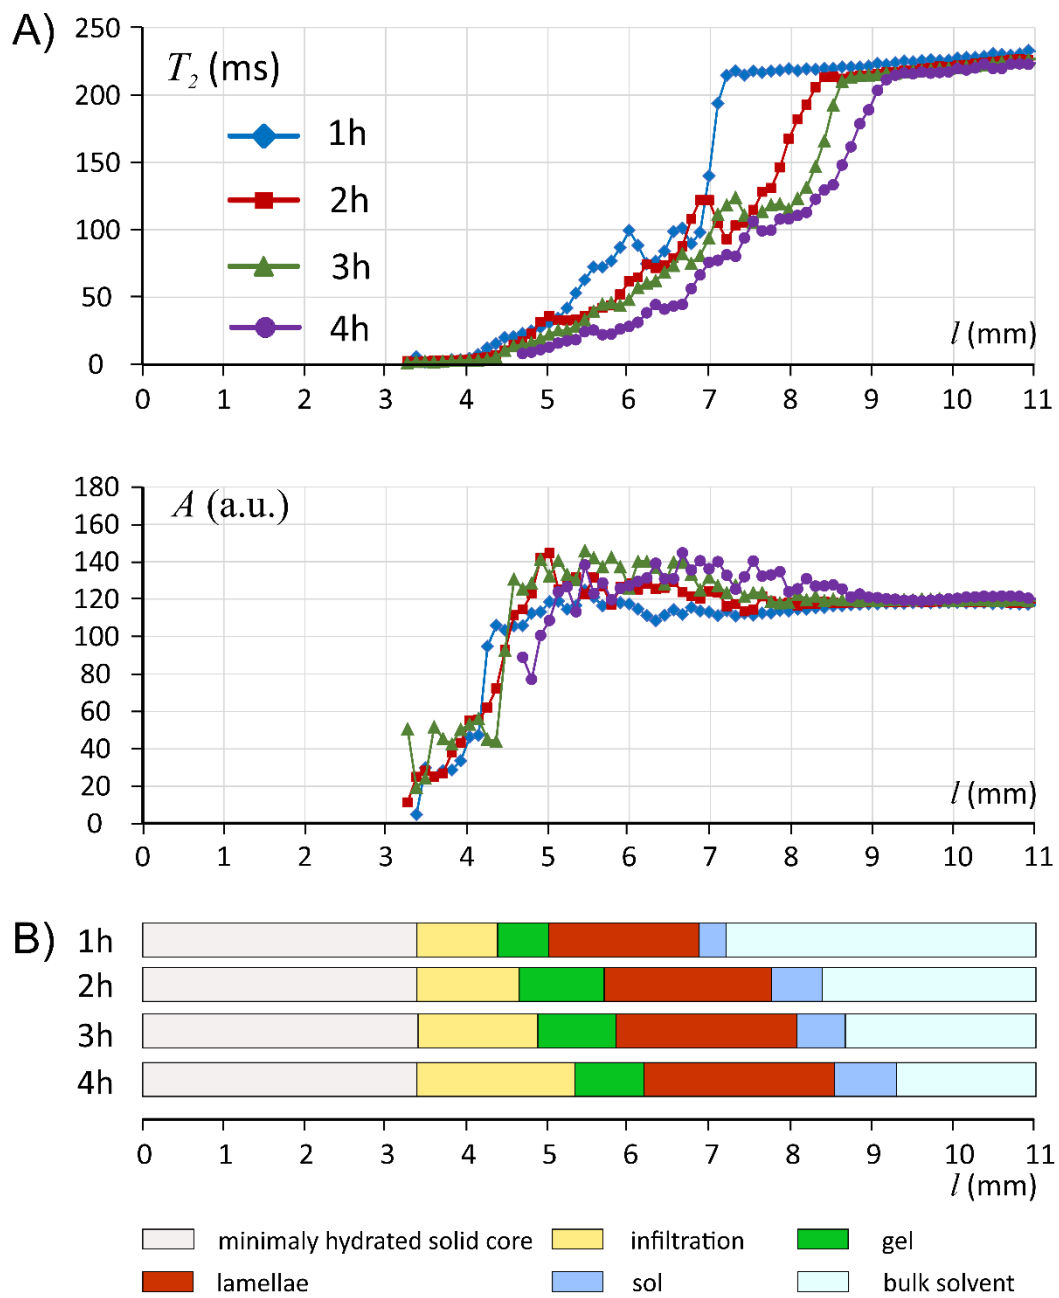 A)
250
200
150
100
50
0
T2 (ms)
1h
2h
3h
4h
l (mm)
0 1 2 3 4 5 6 7 8 9 10 11
180
160
140
120
100
80
60
40
20
0
A (a.u.)
l (mm)
0 1 2 3 4 5 6 7 8 9 10 11
B)
1h
2h
3h
4h
0 1 2 3 4 5 6 7 8 9 10 11
l (mm)
minimaly hydrated solid core infiltration gel
lamellae sol bulk solvent